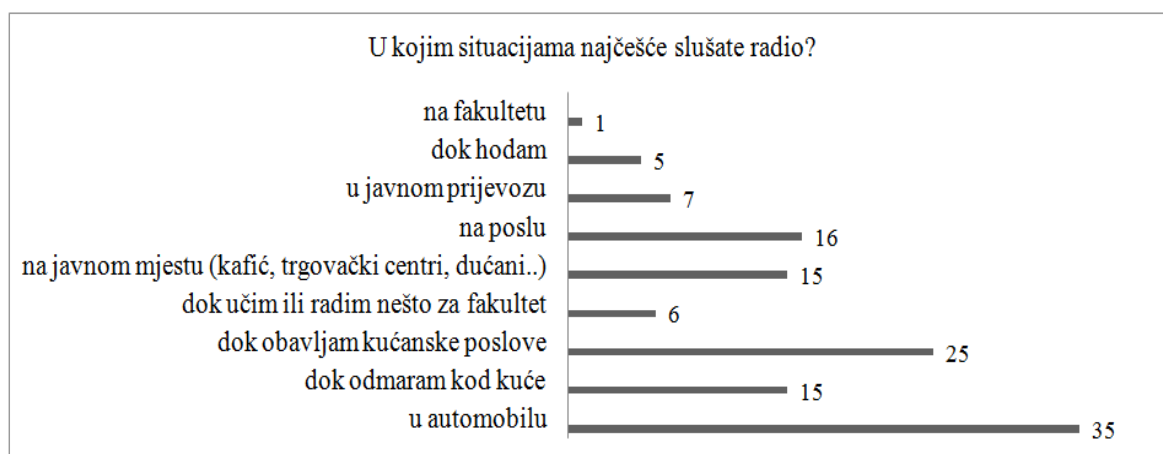 U kojim situacijama najčešće slušate radio?
na fakultetu
1
dok hodam
5
u javnom prijevozu
7
na poslu
16
na javnom mjestu (kafić, trgovački centri, dućani..)
15
dok učim ili radim nešto za fakultet
6
dok obavljam kućanske poslove
25
dok odmaram kod kuće
15
u automobilu
35